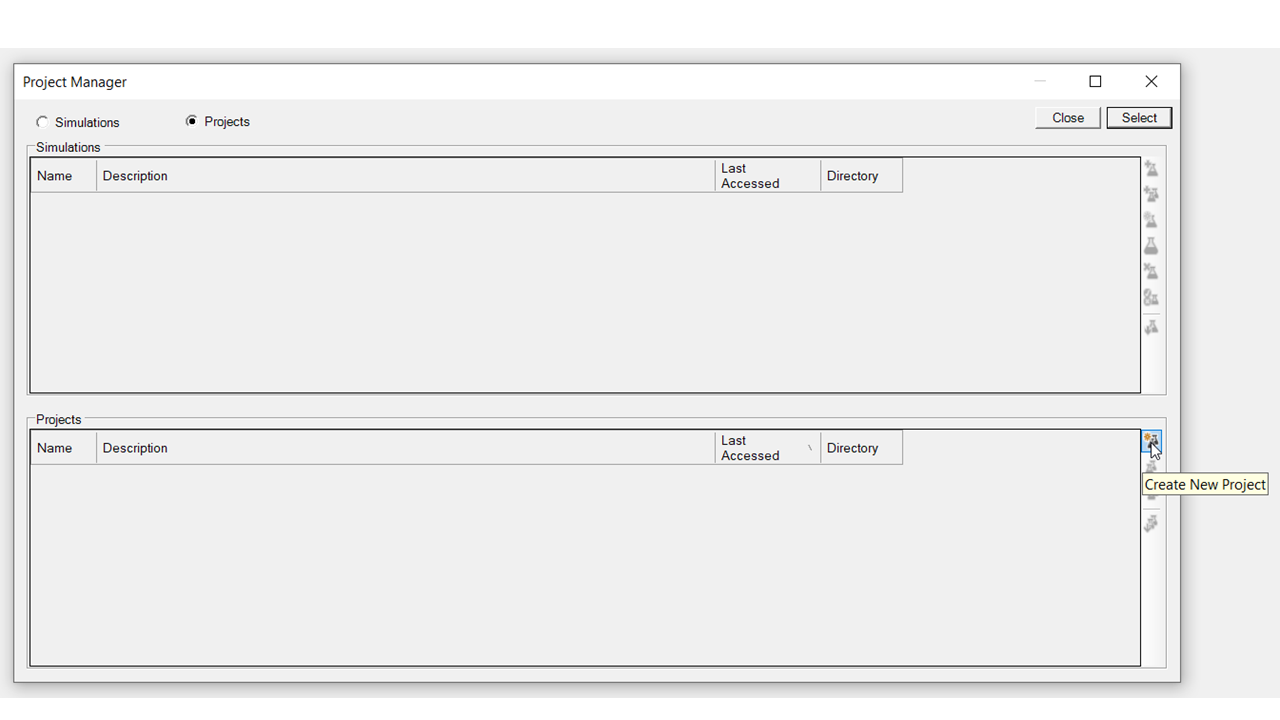 Project Manager
Simulations Projects Close Select
Simulations
Name Description Last Accessed Directory
Projects
Name Description Last Accessed Directory
Create New Project